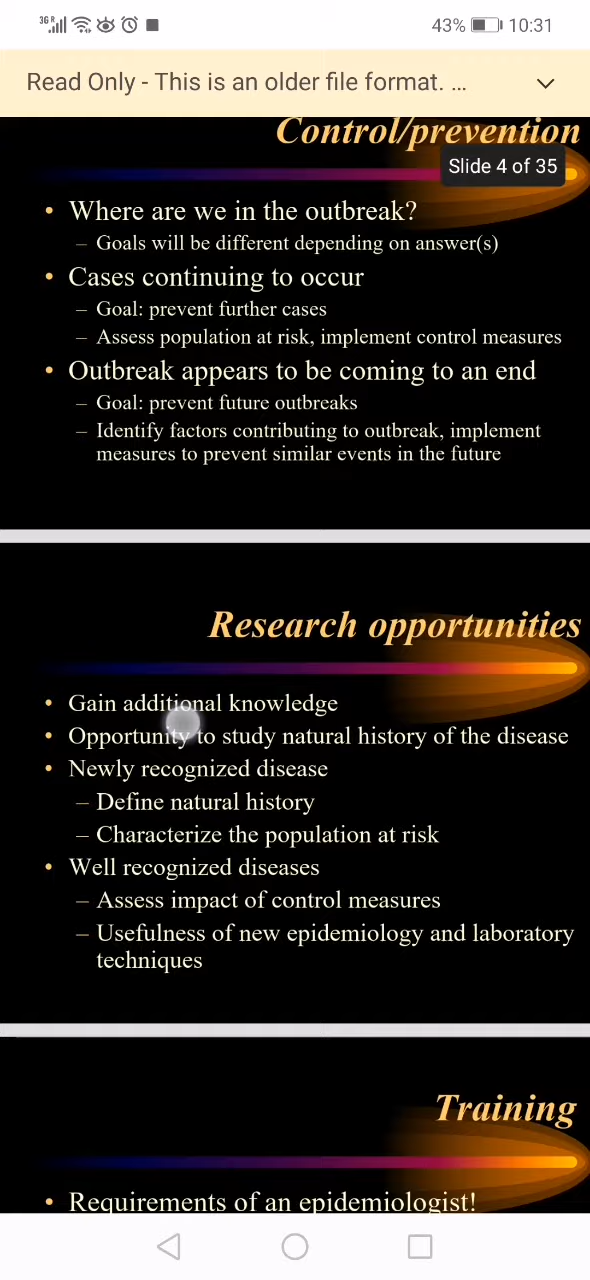 3G R 43% 10:31
Read Only - This is an older file format. ...
Control/prevention
Slide 4 of 35
• Where are we in the outbreak?
– Goals will be different depending on answer(s)
• Cases continuing to occur
– Goal: prevent further cases
– Assess population at risk, implement control measures
• Outbreak appears to be coming to an end
– Goal: prevent future outbreaks
– Identify factors contributing to outbreak, implement
measures to prevent similar events in the future
Research opportunities
• Gain additional knowledge
• Opportunity to study natural history of the disease
• Newly recognized disease
– Define natural history
– Characterize the population at risk
• Well recognized diseases
– Assess impact of control measures
– Usefulness of new epidemiology and laboratory
techniques
Training
• Requirements of an epidemiologist!